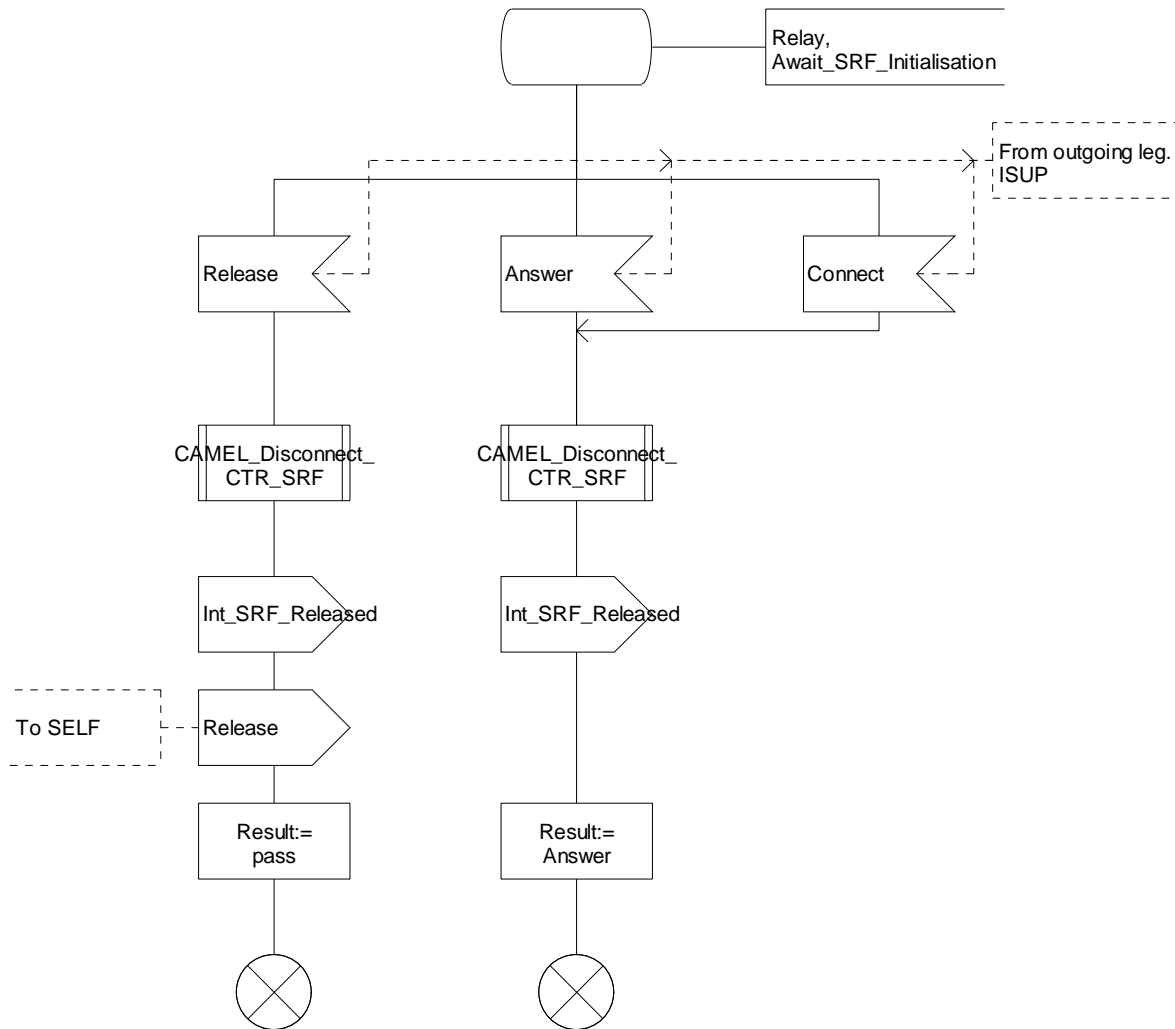 Relay,
Await_SRF_Initialisation
From outgoing leg.
ISUP
Release
Answer
Connect
CAMEL_Disconnect_
CTR_SRF
CAMEL_Disconnect_
CTR_SRF
Int_SRF_Released
Int_SRF_Released
To SELF
Release
Result:=
pass
Result:=
Answer